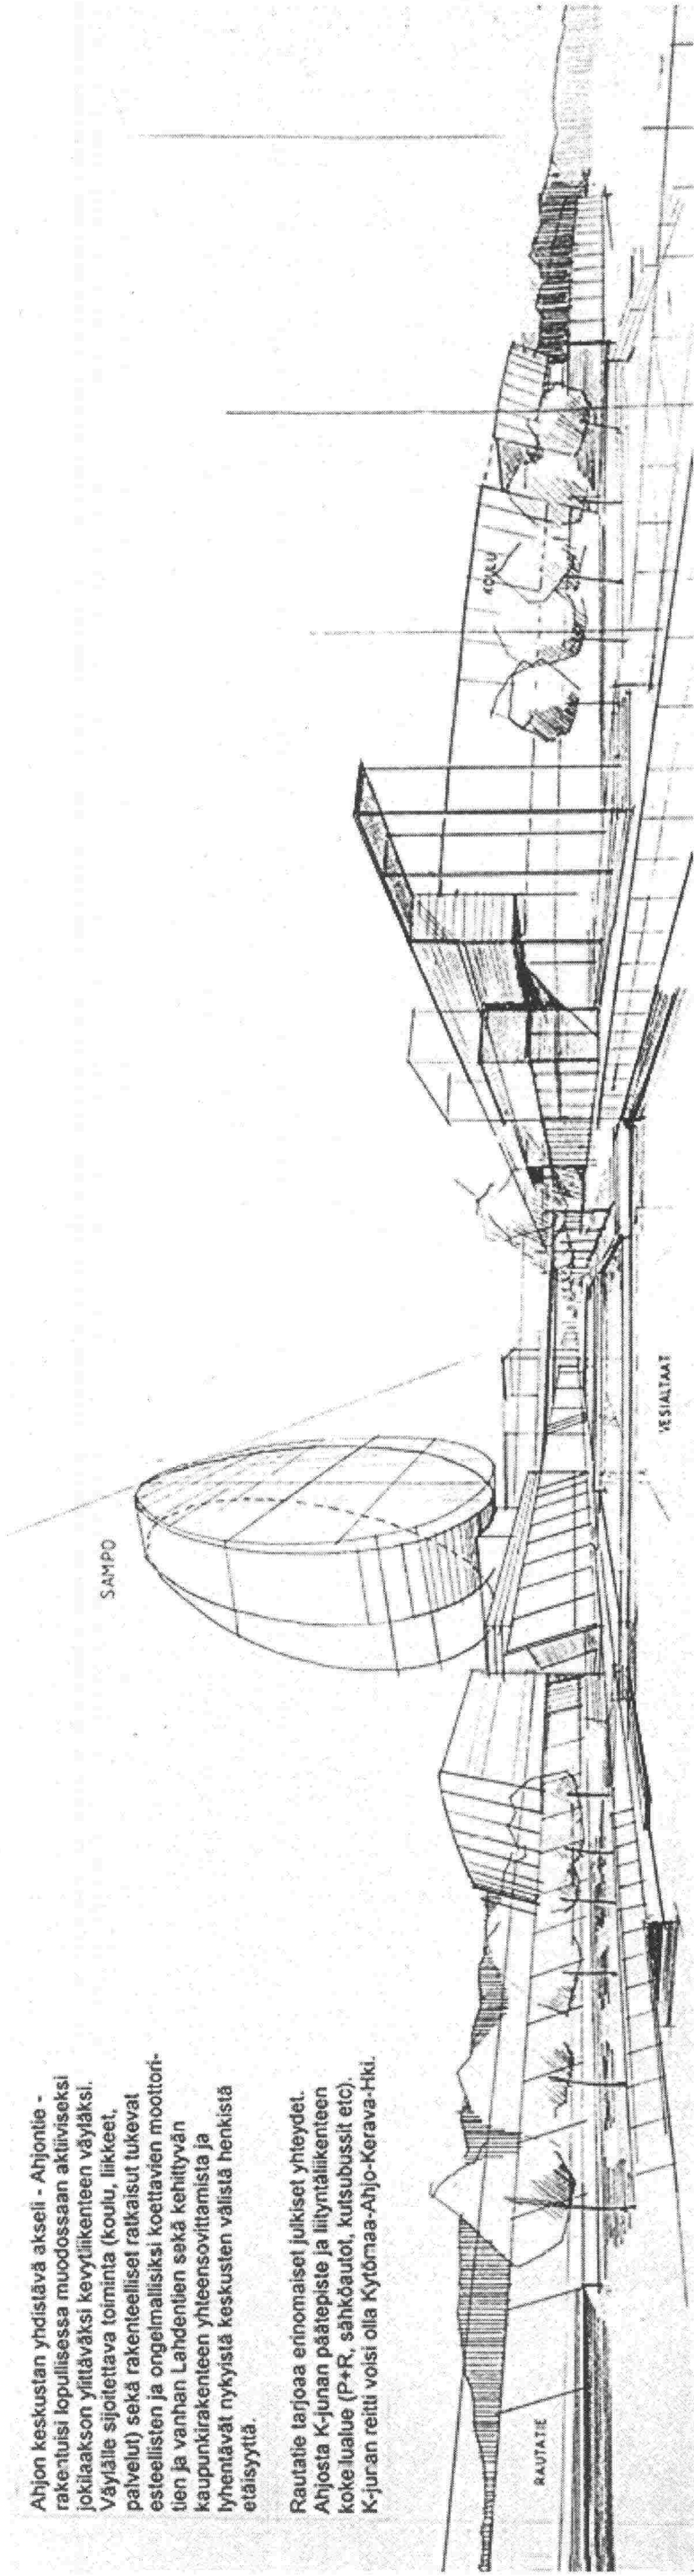 Ahjon keskustan yhdistävä akseli - Ahjontie -
rakentuisi lopullisessa muodossaan aktiiviseksi
jokilaakson ylittäväksi kevytliikenteen väyläksi.
Väylälle sijoitettava toiminta (koulu, liikkeet,
palvelut) sekä rakenteelliset ratkaisut tukevat
esteellisten ja ongelmallisiksi koettavien moottori-
tien ja vanhan Lahdentien sekä kehittyvän
kaupunkirakenteen yhteensovittamista ja
lyhentävät nykyistä keskusten välistä henkistä
etäisyyttä.
Rautatie tarjoaa erinomaiset julkiset yhteydet.
Ahjosta K-junan päätepiste ja liityntäliikenteen
koke lualue (P+R, sähköautot, kutsubussit etc).
K-junan reitti voisi olla Kytömaa-Ahjo-Kerava-Hki.
SAMPO
KOULU
RAUTATIE
VESIALTAAT